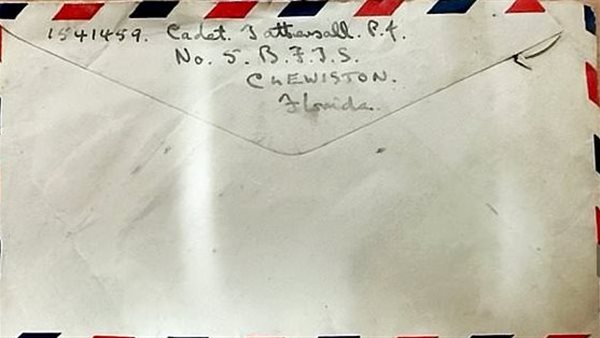 1541459. Cadet. Tattersall. P.J.
No. 5. B.F.T.S.
CLEWISTON.
Florida.